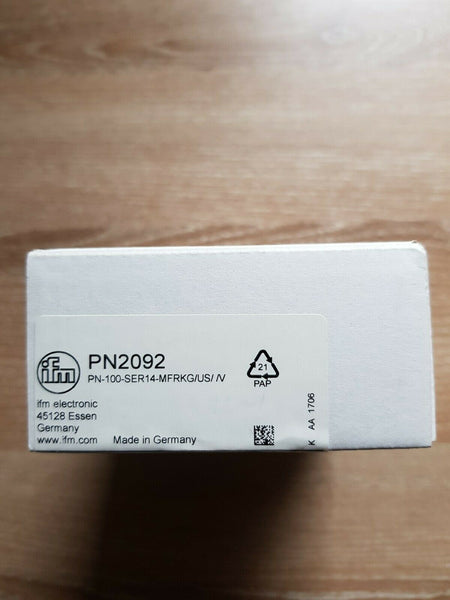 ifm
PN2092
PN-100-SER14-MFRKG/US/ /V
ifm electronic
45128 Essen
Germany
www.ifm.com Made in Germany
21
PAP
K AA 1706